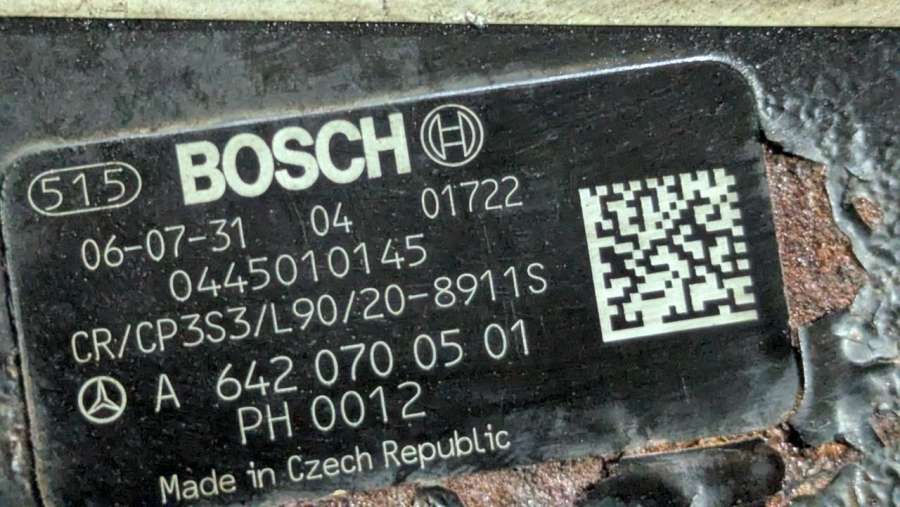 515 BOSCH
06-07-31 04 01722
0445010145
CR/CP3S3/L90/20-8911S
A 642 070 05 01
PH 0012
Made in Czech Republic